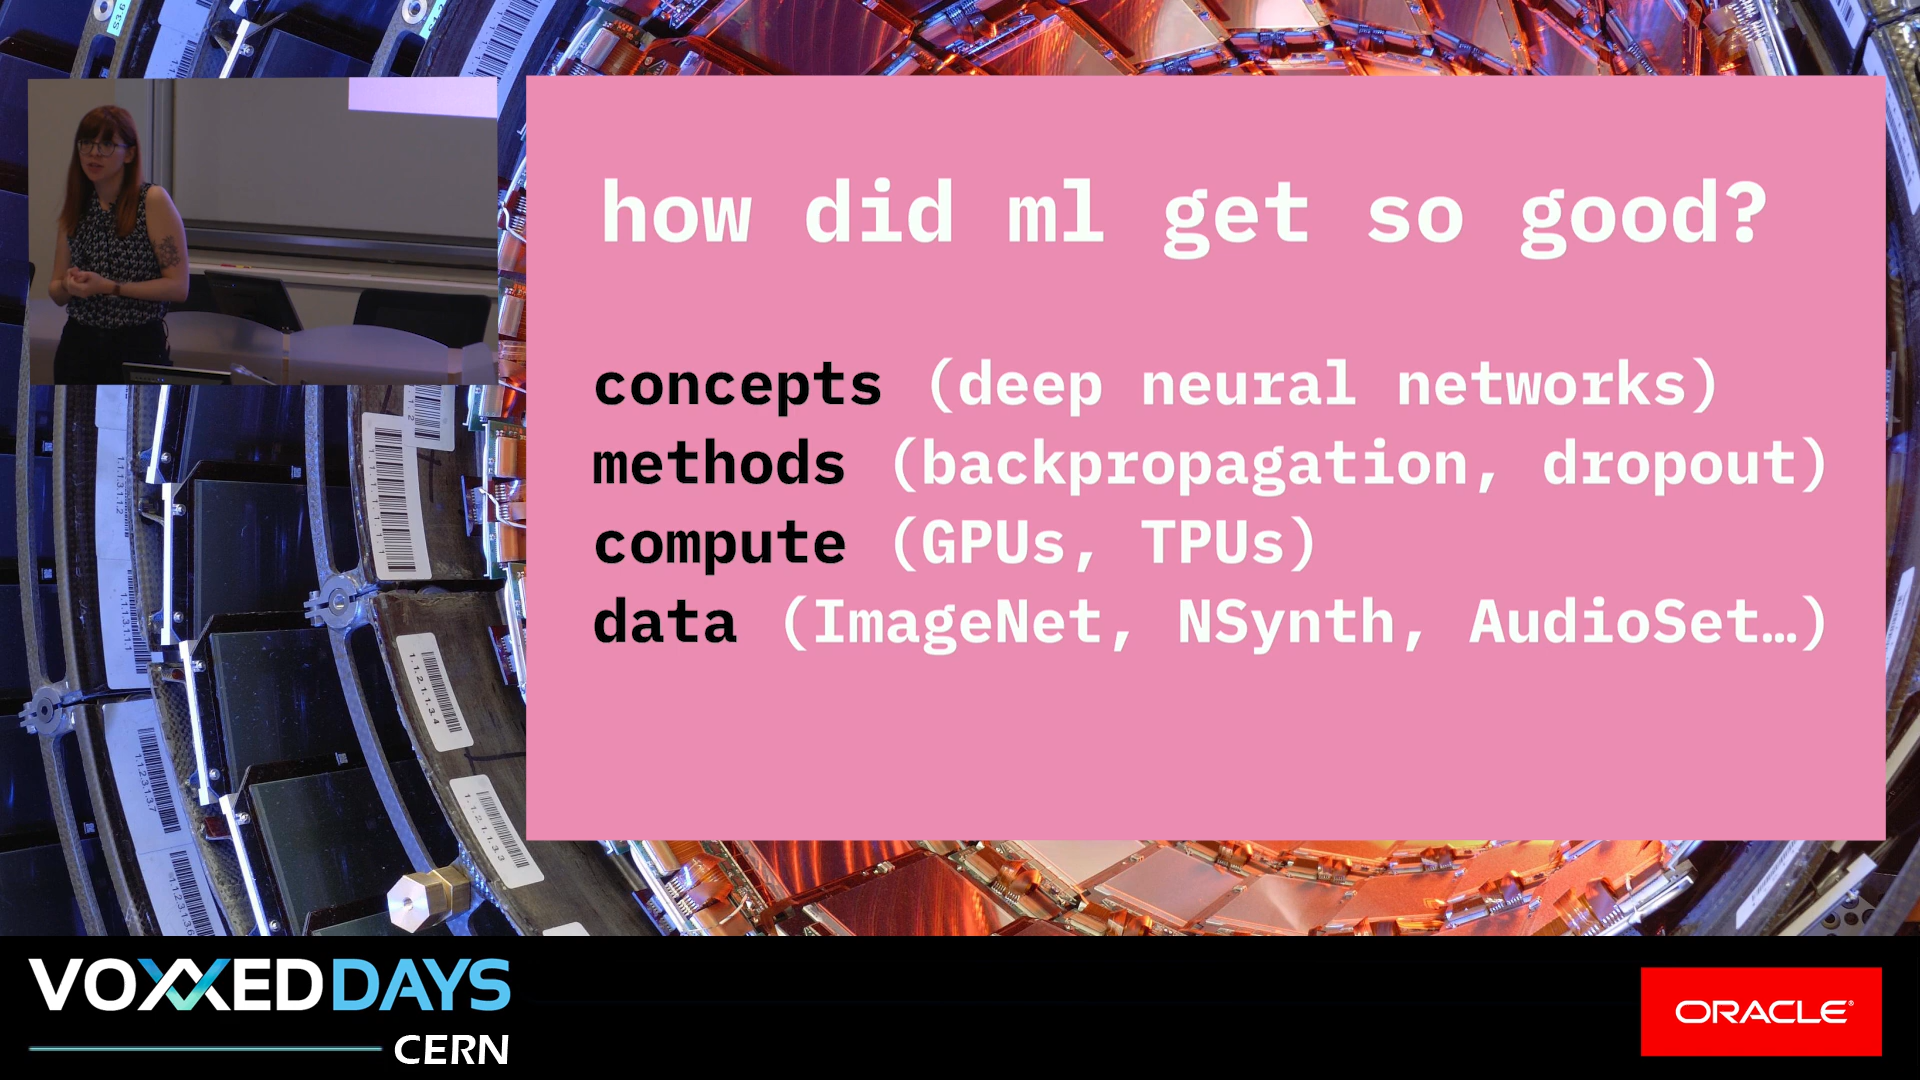 how did ml get so good?
concepts (deep neural networks)
methods (backpropagation, dropout)
compute (GPUs, TPUs)
data (ImageNet, NSynth, AudioSet…)
VOXXEDDAYS
CERN
ORACLE®